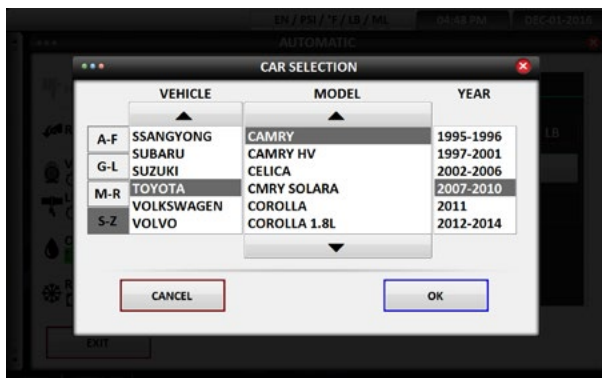 EN / PSI / °F / LB / ML 04:48 PM DEC-01-2016
AUTOMATIC
CAR SELECTION
VEHICLE MODEL YEAR
A-F
G-L
M-R
S-Z
SSANGYONG
SUBARU
SUZUKI
TOYOTA
VOLKSWAGEN
VOLVO
CAMRY
CAMRY HV
CELICA
CMRY SOLARA
COROLLA
COROLLA 1.8L
1995-1996
1997-2001
2002-2006
2007-2010
2011
2012-2014
LB
CANCEL OK
EXIT